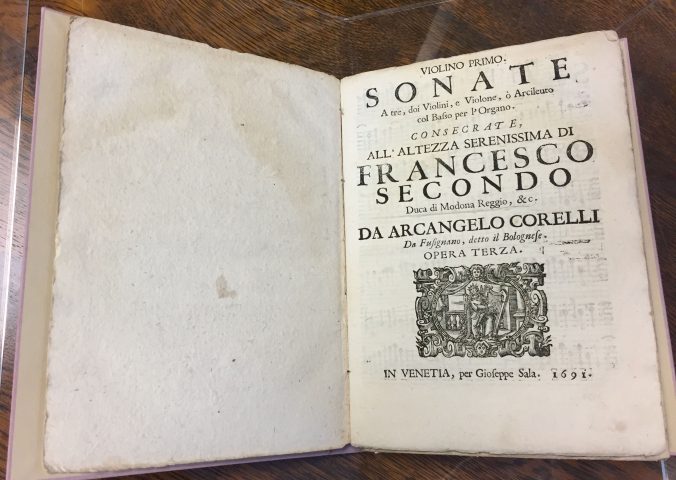 VIOLINO PRIMO.
SONATE
A tre, doi Violini, e Violone, ò Arcileuto
col Basso per l'Organo.
CONSECRATE,
ALL'ALTEZZA SERENISSIMA DI
FRANCESCO
SECONDO
Duca di Modona Reggio, &c.
DA ARCANGELO CORELLI
Da Fusignano, detto il Bolognese.
OPERA TERZA.
IN VENETIA, per Gioseppe Sala. 1691.